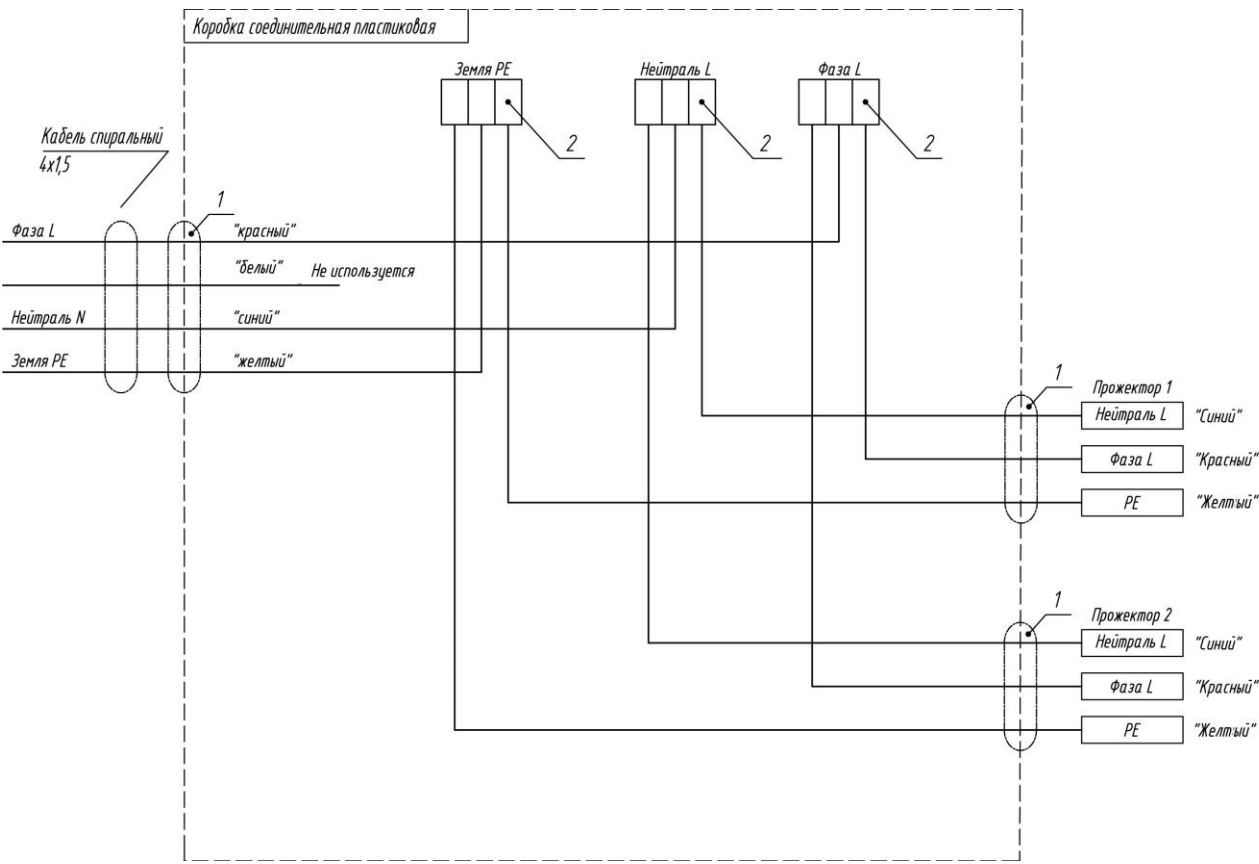 Коробка соединительная пластиковая
Земля PE
Нейтраль L
Фаза L
2
2
2
Кабель спиральный
4x1,5
1
Фаза L
"красный"
"белый"
Не используется
Нейтраль N
"синий"
Земля PE
"желтый"
1
Прожектор 1
Нейтраль L
"Синий"
Фаза L
"Красный"
PE
"Желтый"
1
Прожектор 2
Нейтраль L
"Синий"
Фаза L
"Красный"
PE
"Желтый"